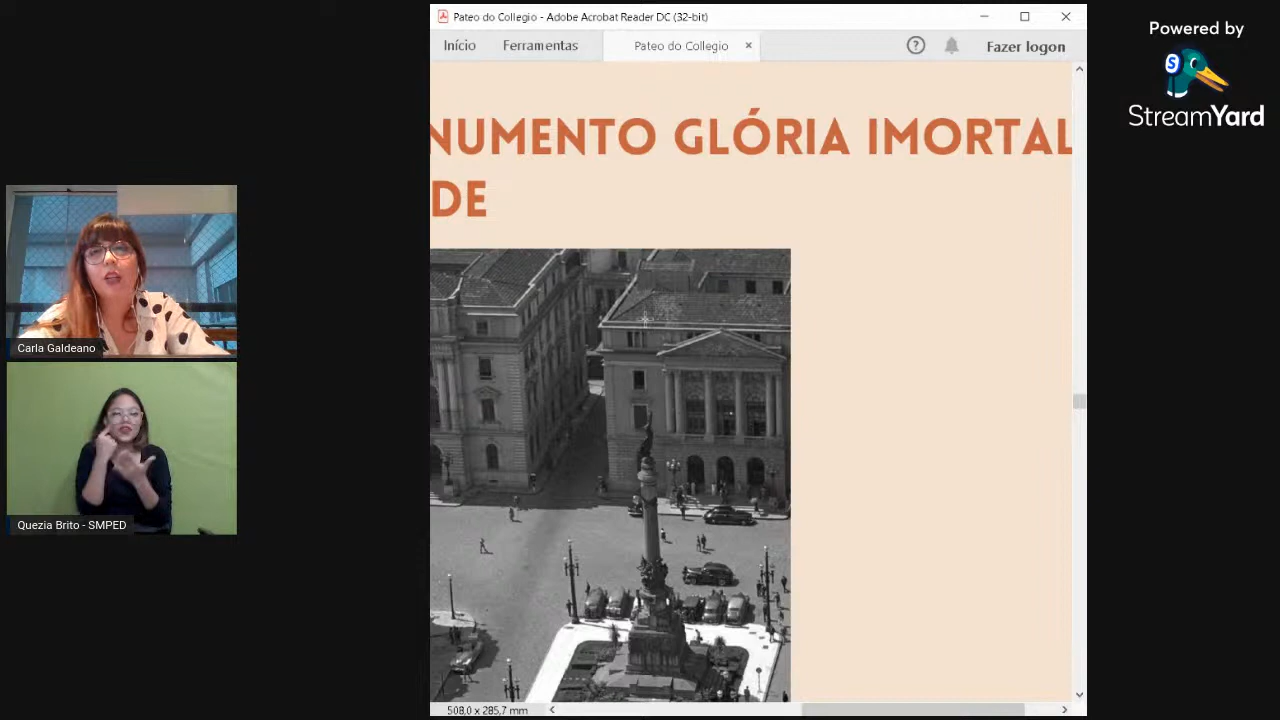 Pateo do Collegio - Adobe Acrobat Reader DC (32-bit)
Início
Ferramentas
Pateo do Collegio
Fazer logon
NUMENTO GLÓRIA IMORTAL
DE
508,0 x 285,7 mm
Carla Galdeano
Quezia Brito - SMPED
Powered by
S
StreamYard